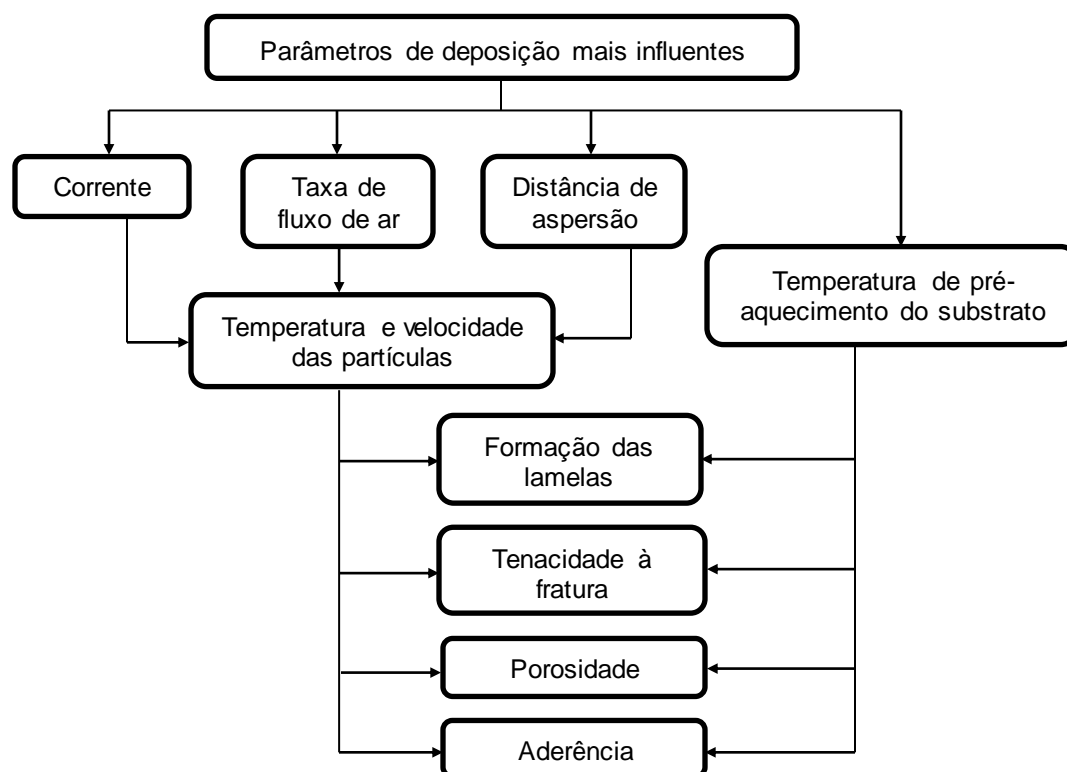 Parâmetros de deposição mais influentes
Corrente
Taxa de
fluxo de ar
Distância de
aspersão
Temperatura de pré-
aquecimento do substrato
Temperatura e velocidade
das partículas
Formação das
lamelas
Tenacidade à
fratura
Porosidade
Aderência